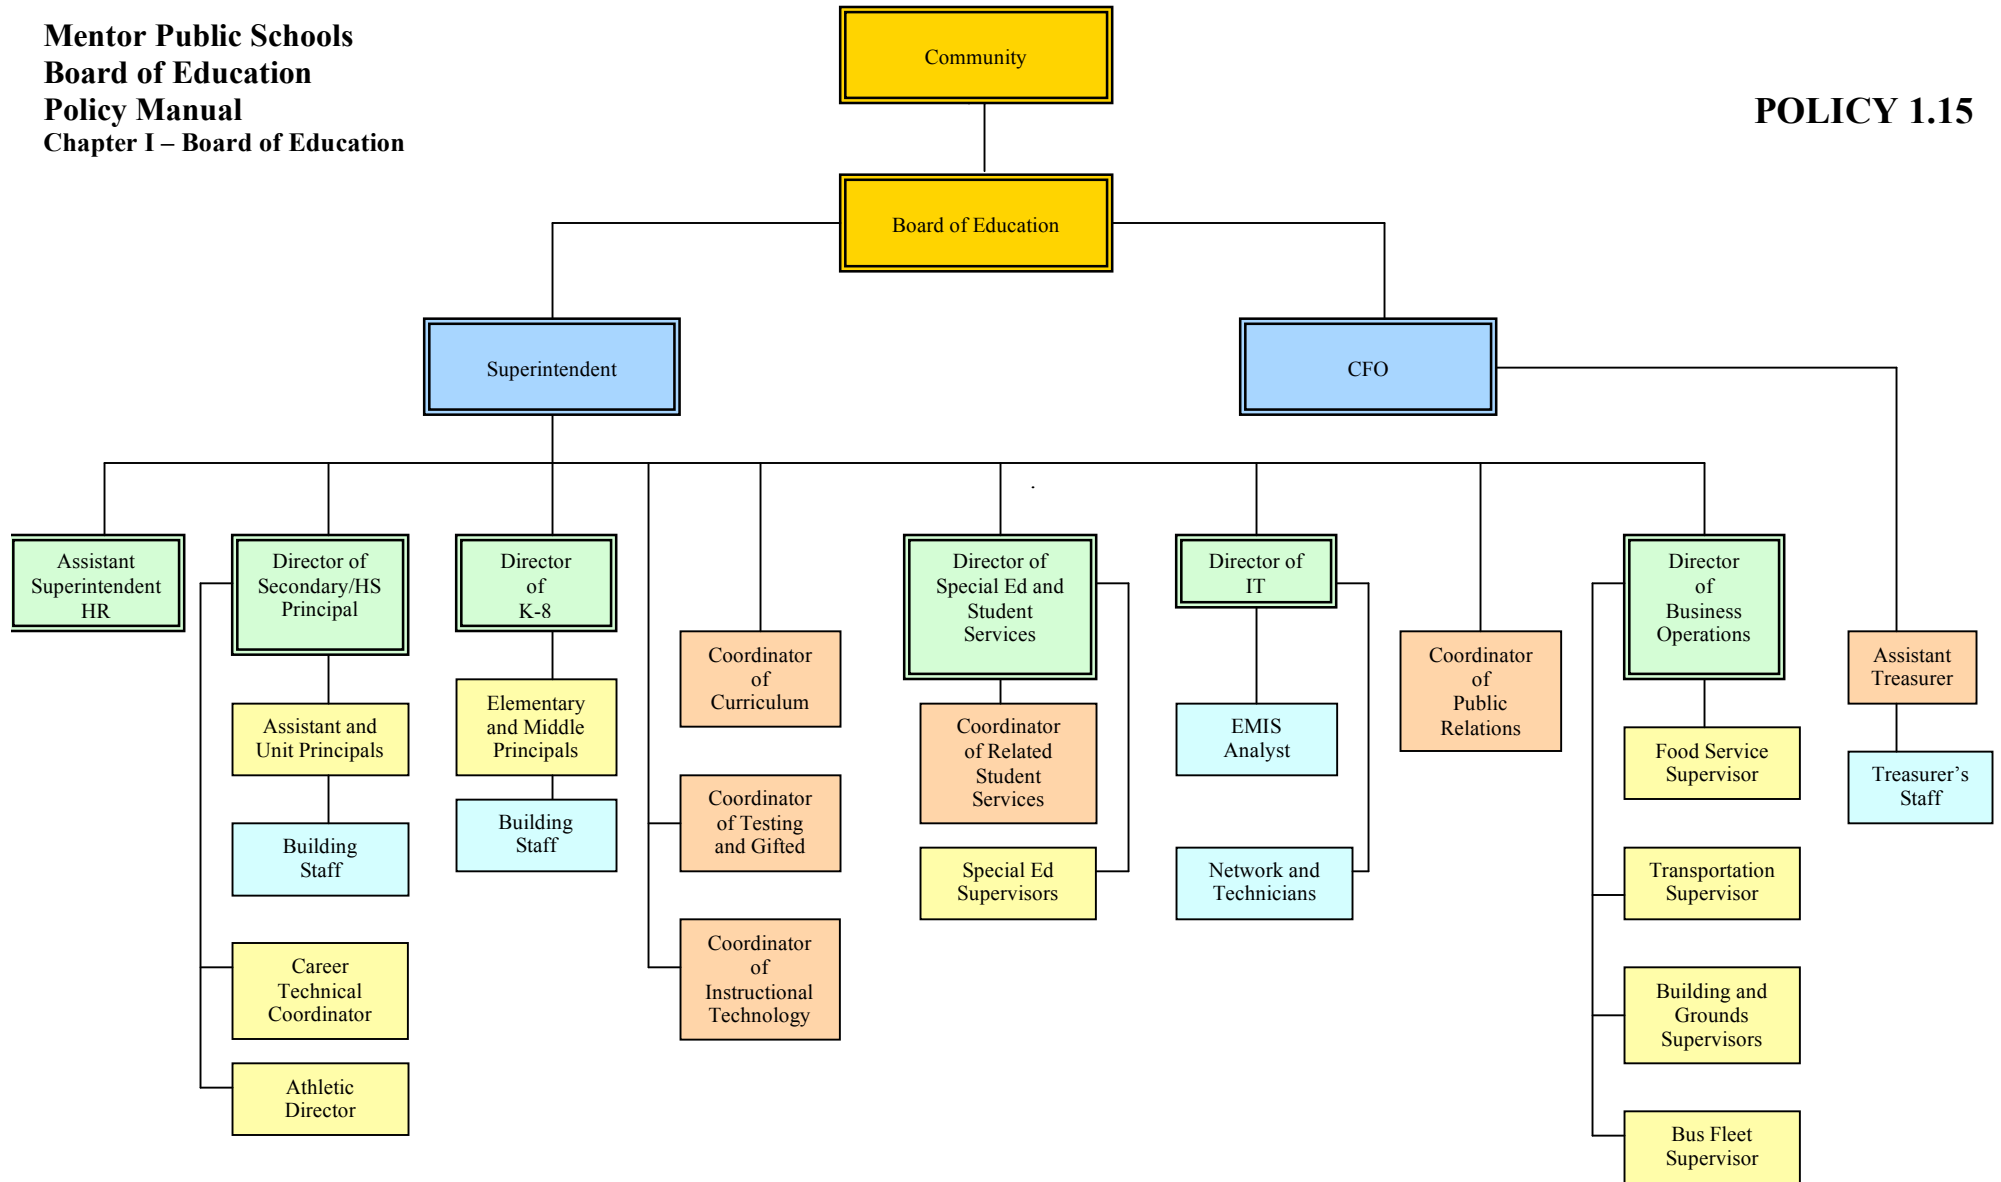 Mentor Public Schools
Board of Education
Policy Manual
Chapter I – Board of Education
POLICY 1.15
Community
Board of Education
Superintendent
CFO
Assistant
Superintendent
HR
Director of
Secondary/HS
Principal
Director
of
K-8
Director of
Special Ed and
Student
Services
Director of
IT
Director
of
Business
Operations
Coordinator
of
Curriculum
Coordinator
of
Public
Relations
Assistant
Treasurer
Assistant and
Unit Principals
Elementary
and Middle
Principals
Coordinator
of Related
Student
Services
EMIS
Analyst
Food Service
Supervisor
Treasurer’s
Staff
Building
Staff
Building
Staff
Coordinator
of Testing
and Gifted
Special Ed
Supervisors
Network and
Technicians
Transportation
Supervisor
Career
Technical
Coordinator
Coordinator
of
Instructional
Technology
Building and
Grounds
Supervisors
Athletic
Director
Bus Fleet
Supervisor